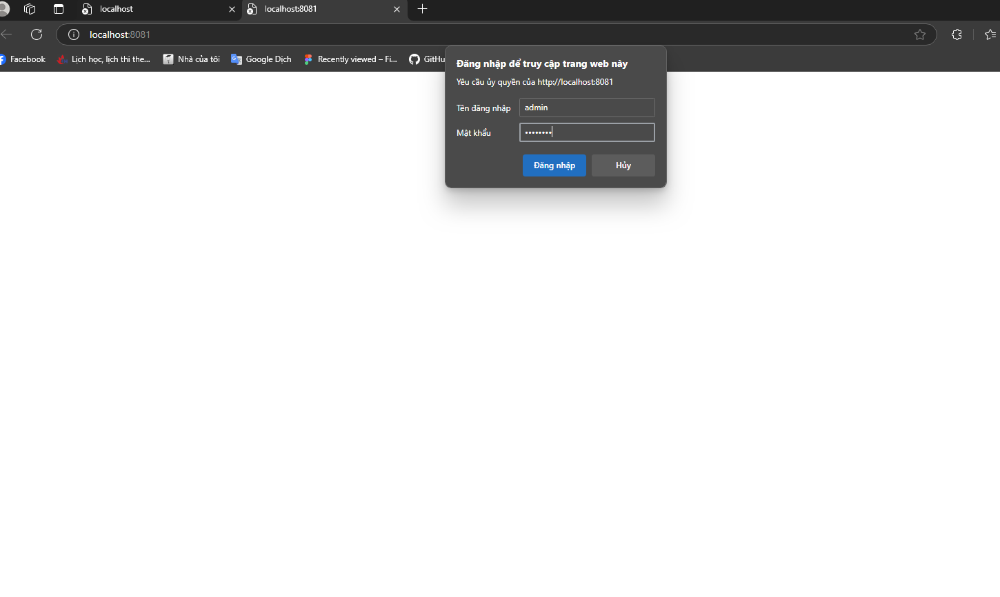 localhost
localhost:8081
localhost:8081
Facebook
Lịch học, lịch thi the...
Nhà của tôi
Google Dịch
Recently viewed – Fi...
GitHu
Đăng nhập để truy cập trang web này
Yêu cầu ủy quyền của http://localhost:8081
Tên đăng nhập
admin
Mật khẩu
••••••••
Đăng nhập
Hủy